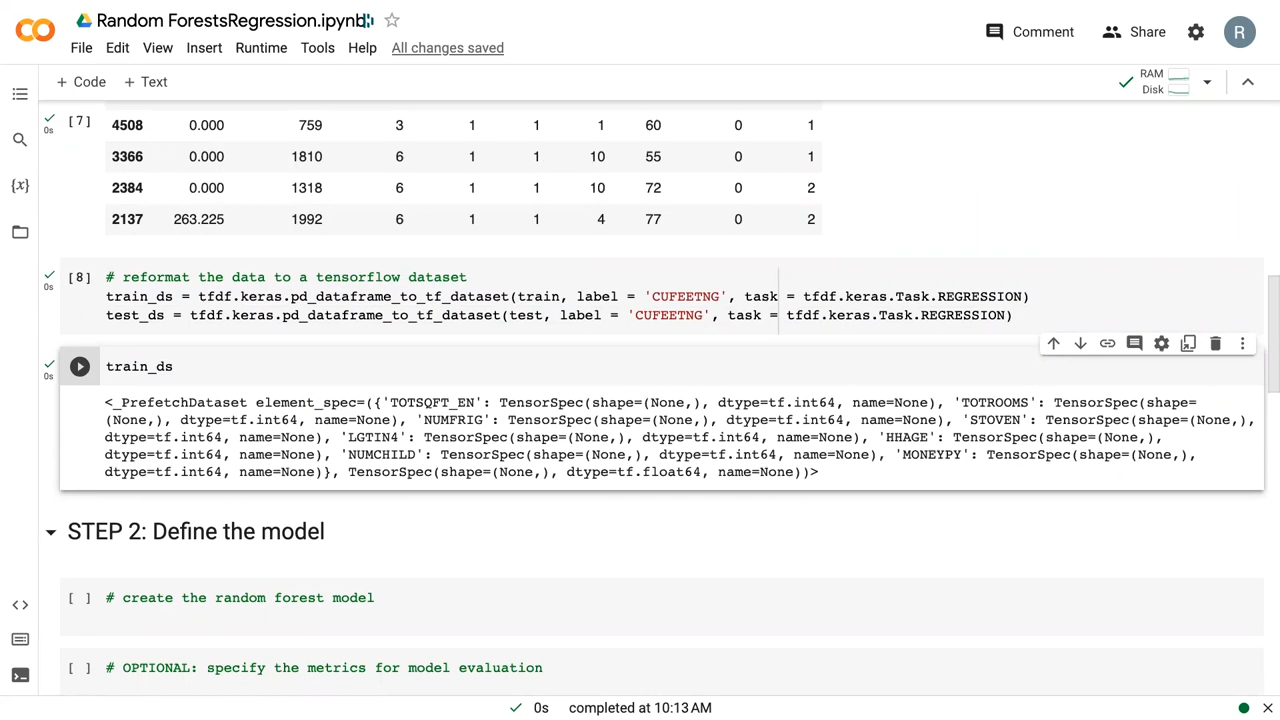 Random ForestsRegression.ipynb
File Edit View Insert Runtime Tools Help All changes saved
Comment Share R
+ Code + Text
RAM
Disk
[7]
0s
4508 0.000 759 3 1 1 1 60 0 1
3366 0.000 1810 6 1 1 10 55 0 1
2384 0.000 1318 6 1 1 10 72 0 2
2137 263.225 1992 6 1 1 4 77 0 2
[8] # reformat the data to a tensorflow dataset
0s
train_ds = tfdf.keras.pd_dataframe_to_tf_dataset(train, label = 'CUFEETNG', task = tfdf.keras.Task.REGRESSION)
test_ds = tfdf.keras.pd_dataframe_to_tf_dataset(test, label = 'CUFEETNG', task = tfdf.keras.Task.REGRESSION)
train_ds
0s
<_PrefetchDataset element_spec=({'TOTSQFT_EN': TensorSpec(shape=(None,), dtype=tf.int64, name=None), 'TOTROOMS': TensorSpec(shape=
(None,), dtype=tf.int64, name=None), 'NUMFRIG': TensorSpec(shape=(None,), dtype=tf.int64, name=None), 'STOVEN': TensorSpec(shape=(None,),
dtype=tf.int64, name=None), 'LGTIN4': TensorSpec(shape=(None,), dtype=tf.int64, name=None), 'HHAGE': TensorSpec(shape=(None,),
dtype=tf.int64, name=None), 'NUMCHILD': TensorSpec(shape=(None,), dtype=tf.int64, name=None), 'MONEYPY': TensorSpec(shape=(None,),
dtype=tf.int64, name=None)}, TensorSpec(shape=(None,), dtype=tf.float64, name=None))>
STEP 2: Define the model
[ ] # create the random forest model
[ ] # OPTIONAL: specify the metrics for model evaluation
0s completed at 10:13 AM